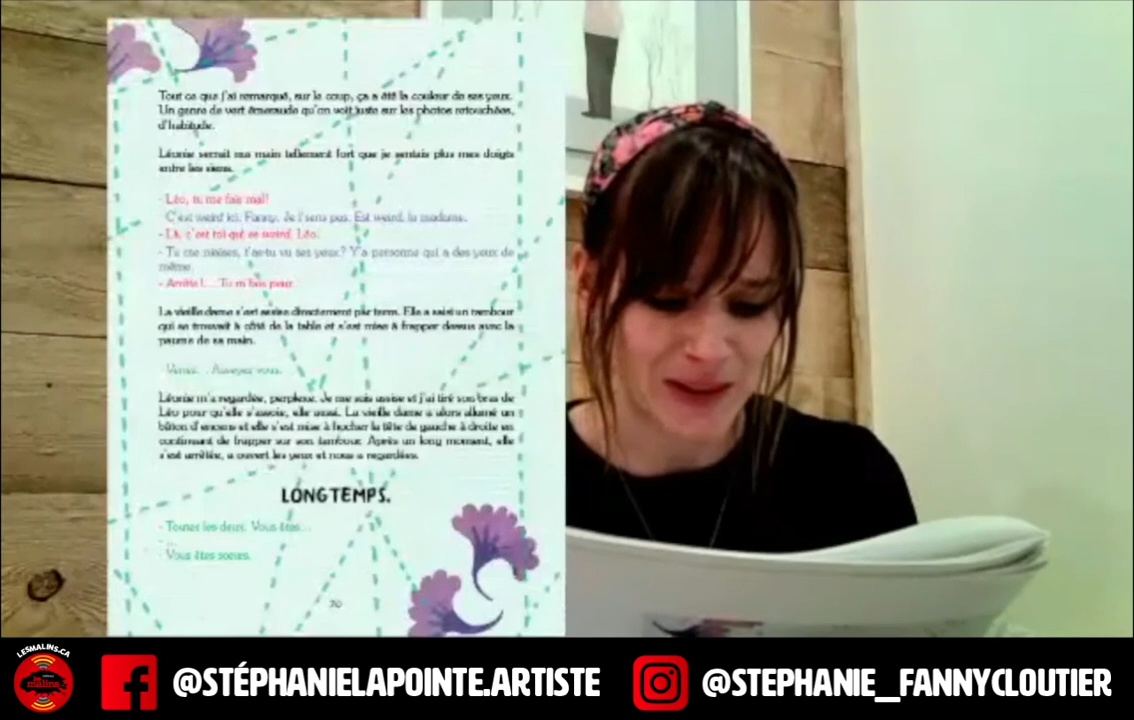 Tout ce que j'ai remarqué, sur le coup, ça a été la couleur de ses yeux.
Un genre de vert émeraude qu'on voit juste sur les photos retouchées,
d'habitude.
Léonie serrait ma main tellement fort que je sentais plus mes doigts
entre les siens.
- Léo, tu me fais mal!
- C'est weird ici, Fanny. Je l'sens pas. Est weird, la madame.
- Là, c'est toi qui es weird, Léo.
- Tu me niaises, t'as-tu vu ses yeux? Y'a personne qui a des yeux de
même.
- Arrête!... Tu m'fais peur.
La vieille dame s'est assise directement par terre. Elle a saisi un tambour
qui se trouvait à côté de la table et s'est mise à frapper dessus avec la
paume de sa main.
- Venez... Assoyez-vous.
Léonie m'a regardée, perplexe. Je me suis assise et j'ai tiré son bras de
Léo pour qu'elle s'assoie, elle aussi. La vieille dame a alors allumé un
bâton d'encens et elle s'est mise à hocher la tête de gauche à droite en
continuant de frapper sur son tambour. Après un long moment, elle
s'est arrêtée, a ouvert les yeux et nous a regardées.
LONGTEMPS.
- Toutes les deux. Vous êtes...
- ...
- Vous êtes sœurs.
70
LESMALINS.CA
les malins
@STÉPHANIELAPOINTE.ARTISTE
@STEPHANIE_FANNYCLOUTIER